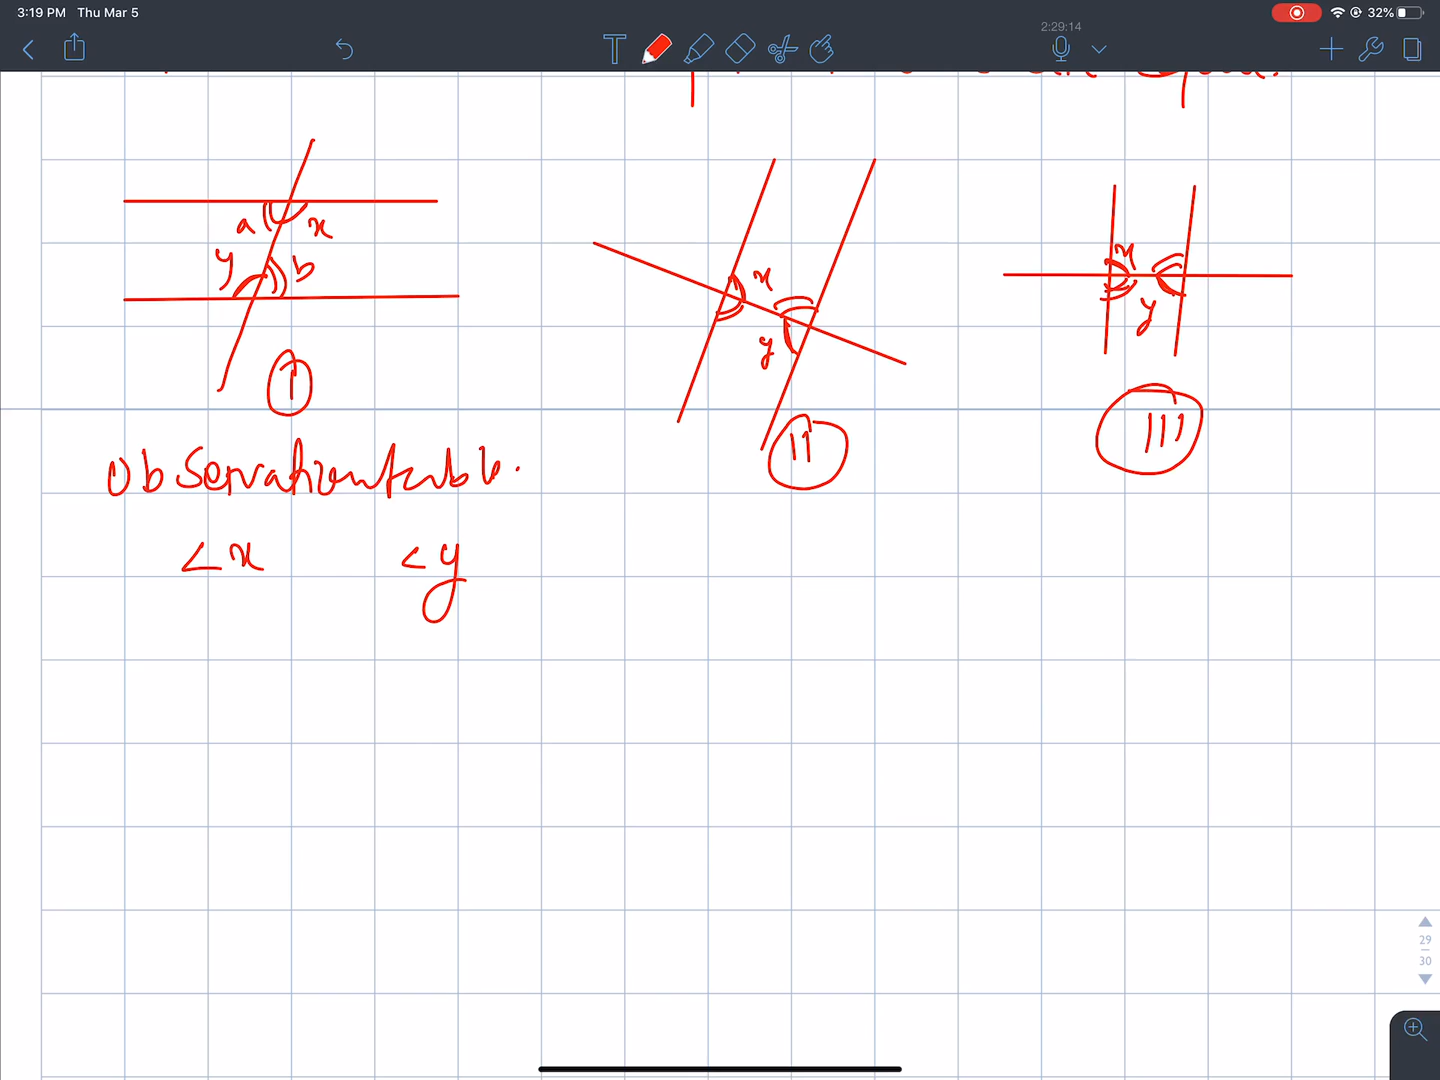 3:19 PM Thu Mar 5
32%
2:29:14
a x
y b
I
x
y
II
x
y
III
Observation table.
<x <y
29
30